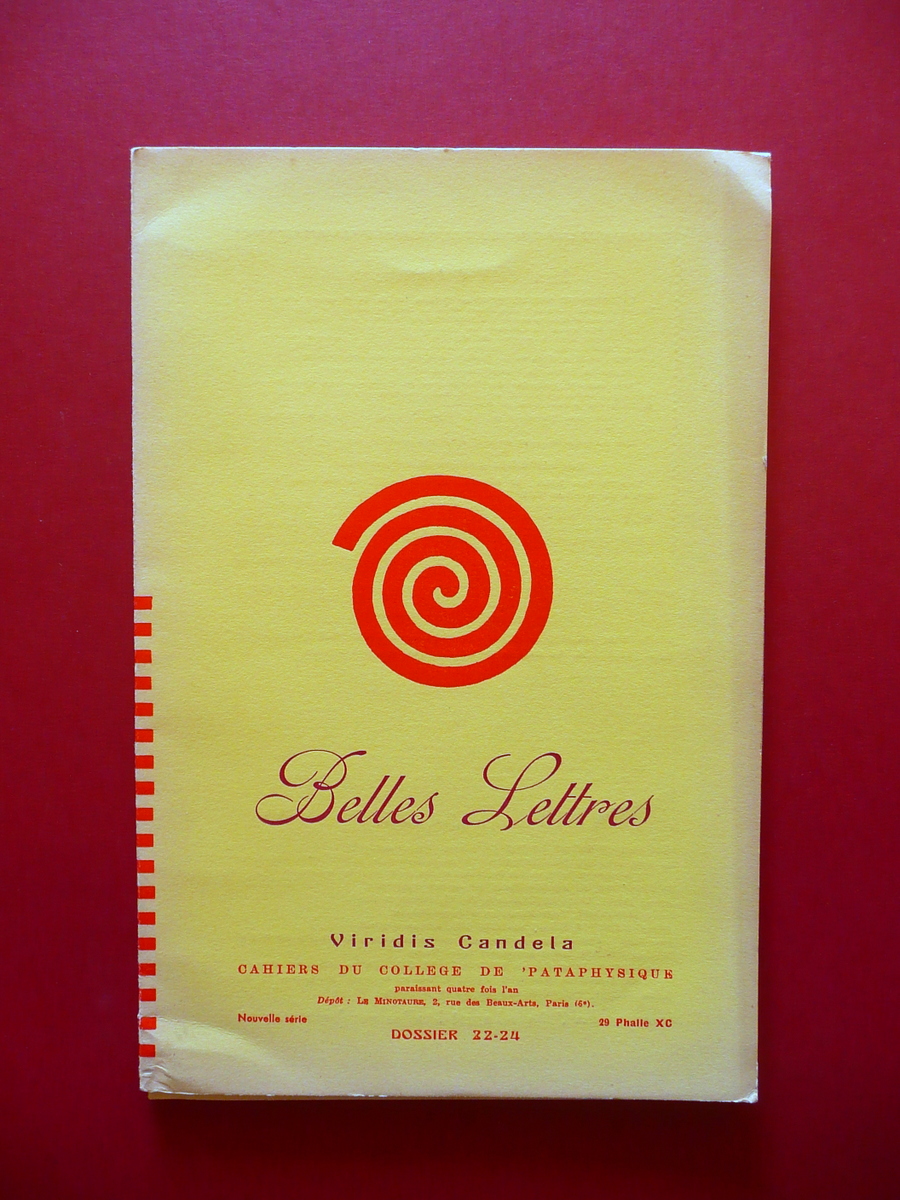 Belles Lettres
Viridis Candela
CAHIERS DU COLLEGE DE 'PATAPHYSIQUE
paraissant quatre fois l'an
Dépôt : LE MINOTAURE, 2, rue des Beaux-Arts, Paris (6e).
Nouvelle série 29 Phalle XC
DOSSIER 22-24